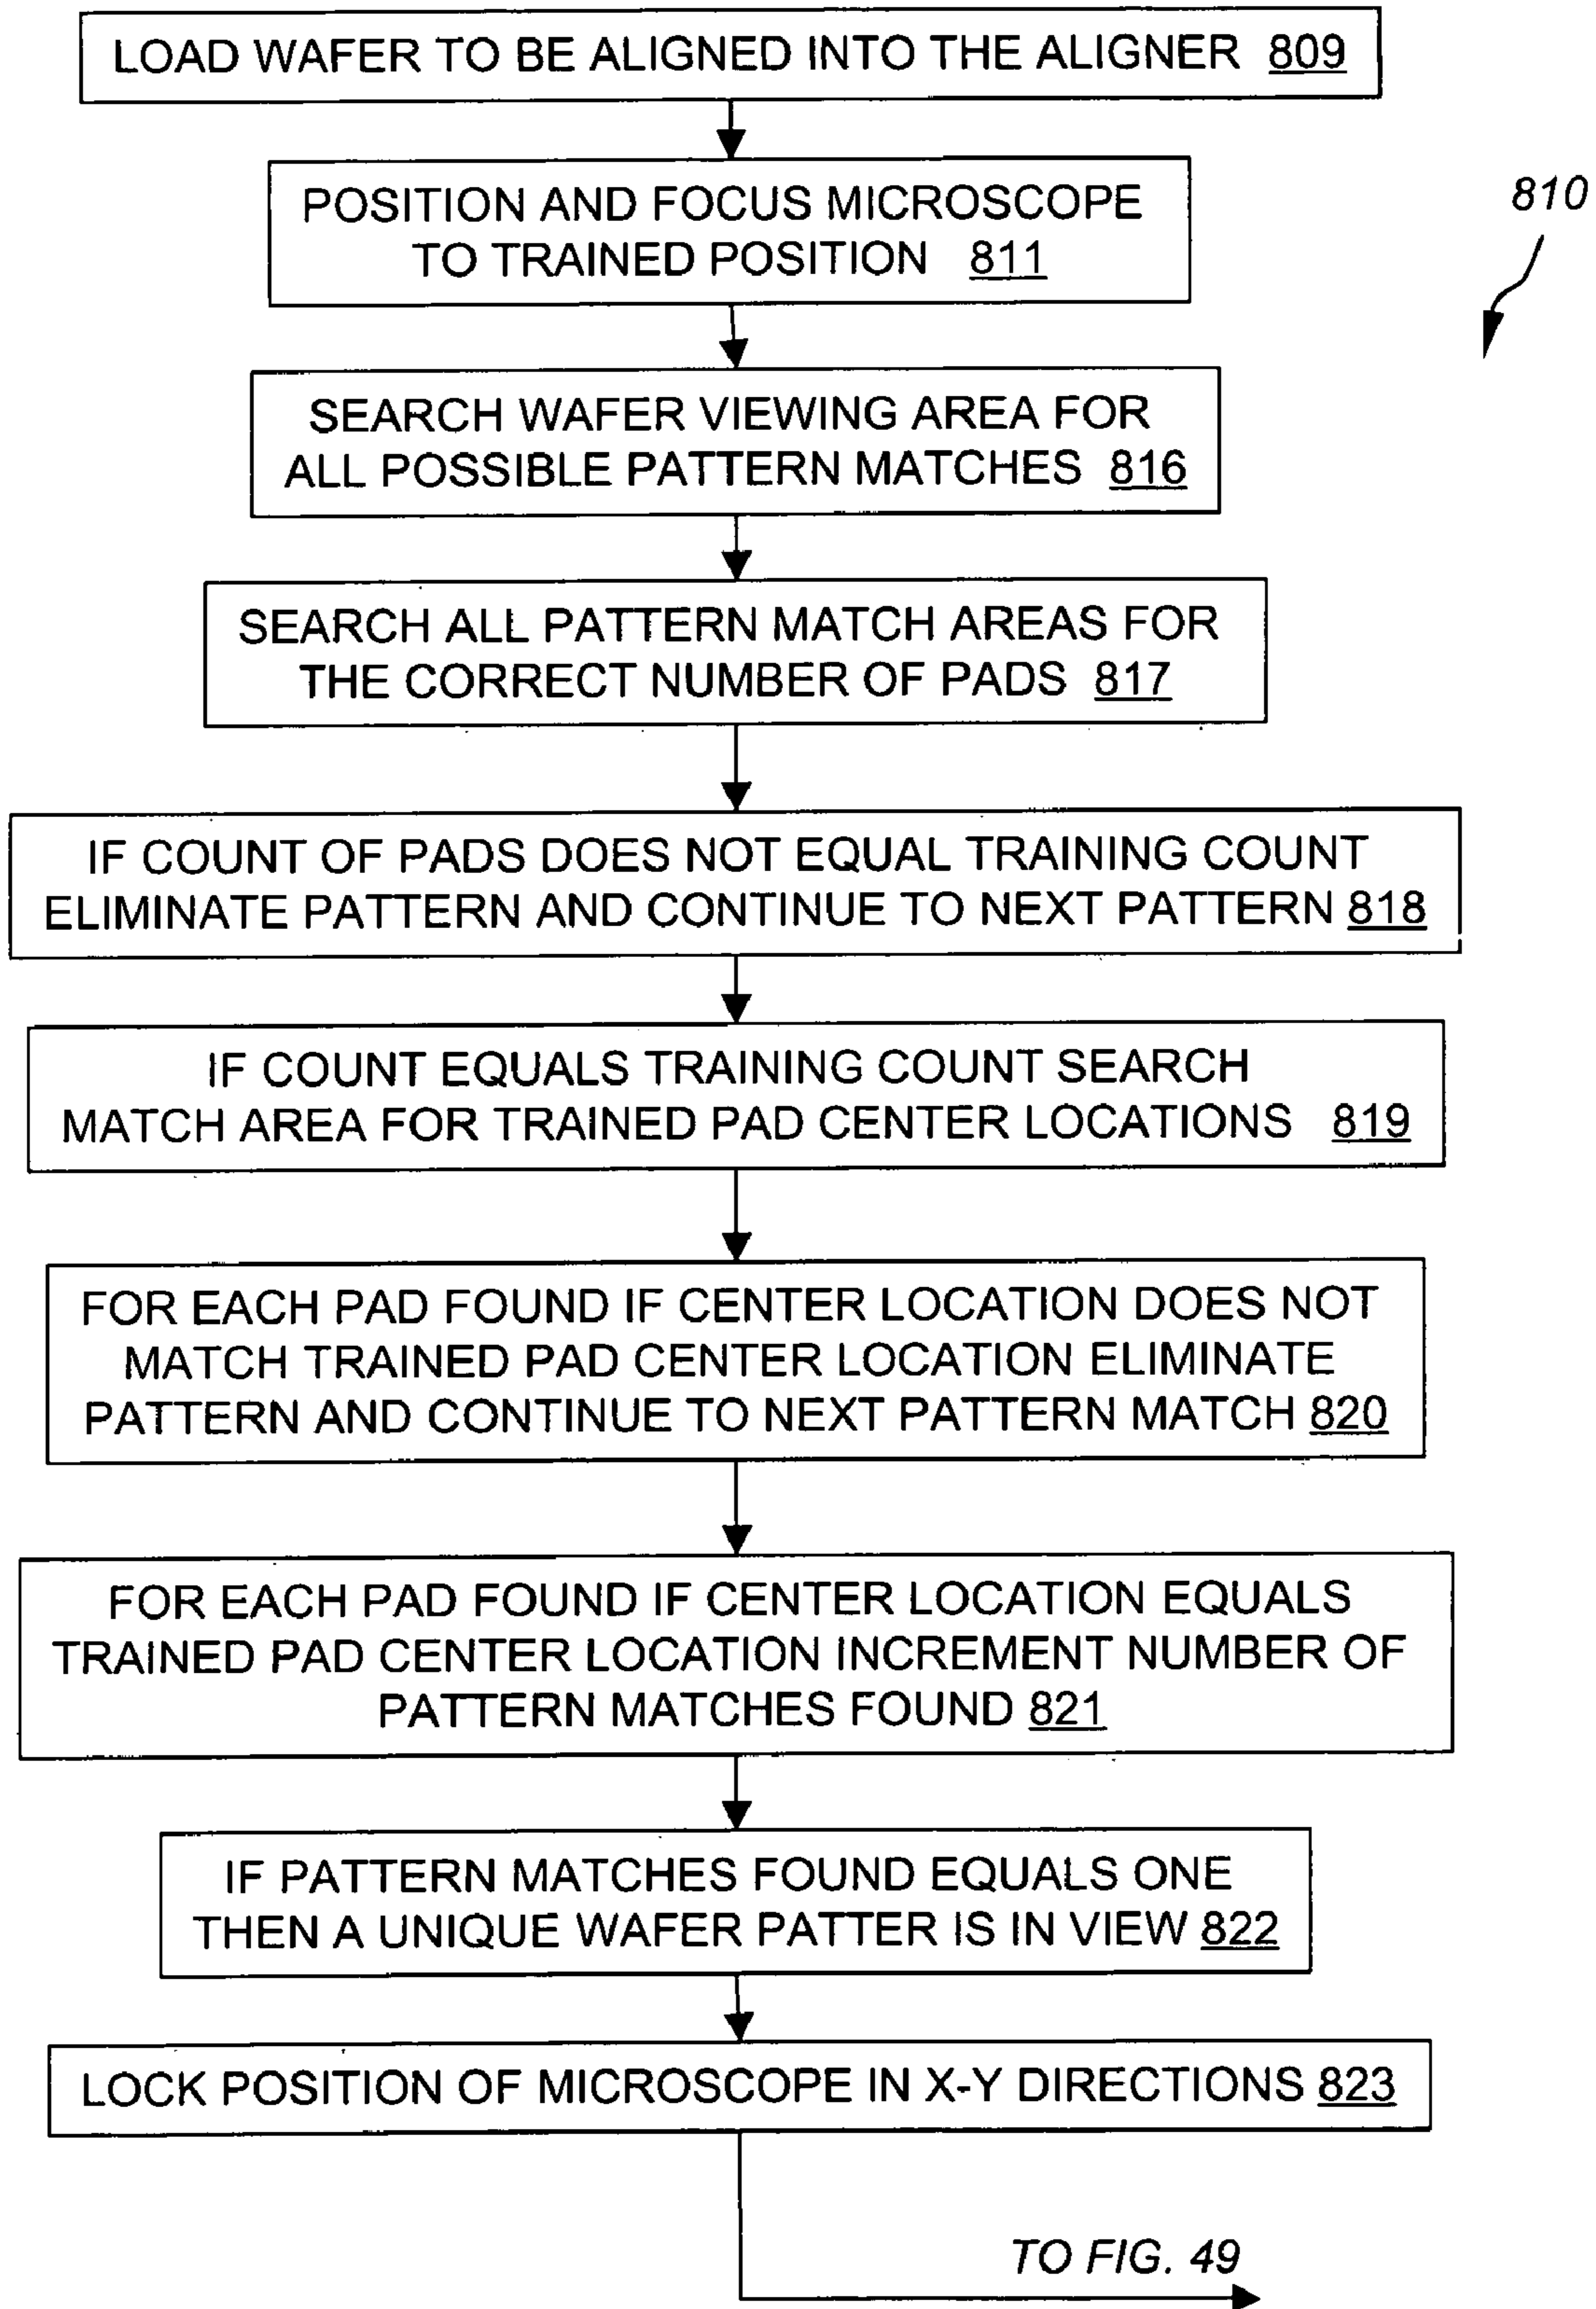 LOAD WAFER TO BE ALIGNED INTO THE ALIGNER 809
POSITION AND FOCUS MICROSCOPE
TO TRAINED POSITION 811
810
SEARCH WAFER VIEWING AREA FOR
ALL POSSIBLE PATTERN MATCHES 816
SEARCH ALL PATTERN MATCH AREAS FOR
THE CORRECT NUMBER OF PADS 817
IF COUNT OF PADS DOES NOT EQUAL TRAINING COUNT
ELIMINATE PATTERN AND CONTINUE TO NEXT PATTERN 818
IF COUNT EQUALS TRAINING COUNT SEARCH
MATCH AREA FOR TRAINED PAD CENTER LOCATIONS 819
FOR EACH PAD FOUND IF CENTER LOCATION DOES NOT
MATCH TRAINED PAD CENTER LOCATION ELIMINATE
PATTERN AND CONTINUE TO NEXT PATTERN MATCH 820
FOR EACH PAD FOUND IF CENTER LOCATION EQUALS
TRAINED PAD CENTER LOCATION INCREMENT NUMBER OF
PATTERN MATCHES FOUND 821
IF PATTERN MATCHES FOUND EQUALS ONE
THEN A UNIQUE WAFER PATTER IS IN VIEW 822
LOCK POSITION OF MICROSCOPE IN X-Y DIRECTIONS 823
TO FIG. 49